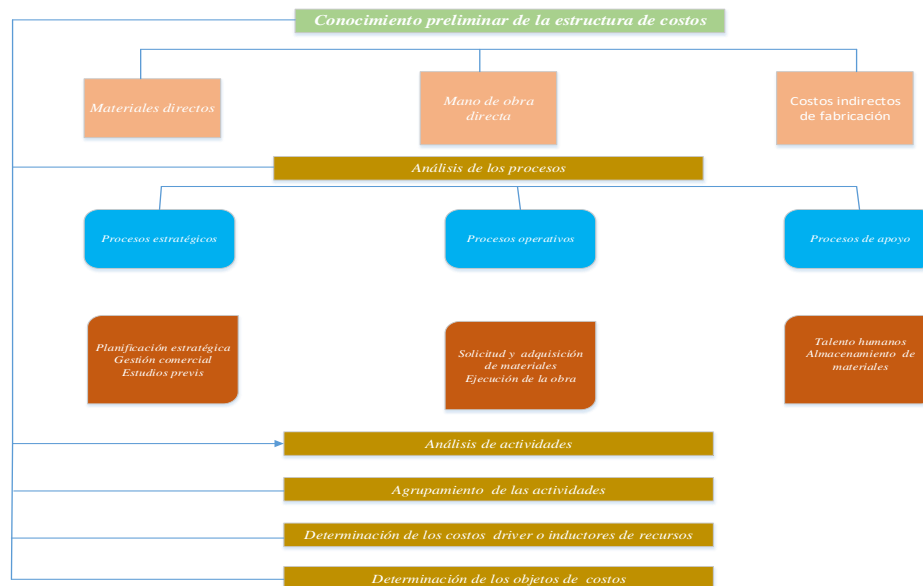 Conocimiento preliminar de la estructura de costos
Materiales directos
Mano de obra
directa
Costos indirectos
de fabricación
Análisis de los procesos
Procesos estratégicos
Procesos operativos
Procesos de apoyo
Planificación estratégica
Gestión comercial
Estudios previs
Solicitud y adquisición
de materiales
Ejecución de la obra
Talento humanos
Almacenamiento de
materiales
Análisis de actividades
Agrupamiento de las actividades
Determinación de los costos driver o inductores de recursos
Determinación de los objetos de costos